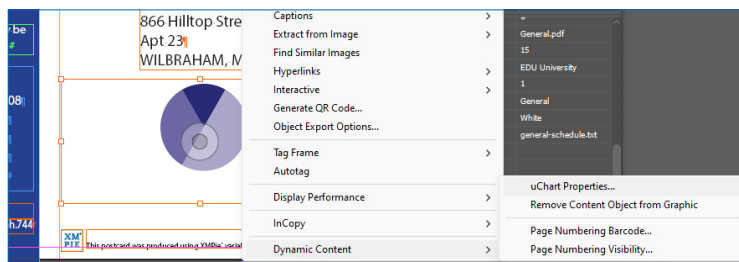 y be
#
08
h.744#
866 Hilltop Stre
Apt 23¶
WILBRAHAM, M
XM
PIE
This postcard was produced using XMPie' variabl
Captions
Extract from Image
Find Similar Images
Hyperlinks
Interactive
Generate QR Code...
Object Export Options...
Tag Frame
Autotag
Display Performance
InCopy
Dynamic Content
General.pdf
15
EDU University
1
General
White
general-schedule.txt
uChart Properties...
Remove Content Object from Graphic
Page Numbering Barcode...
Page Numbering Visibility...